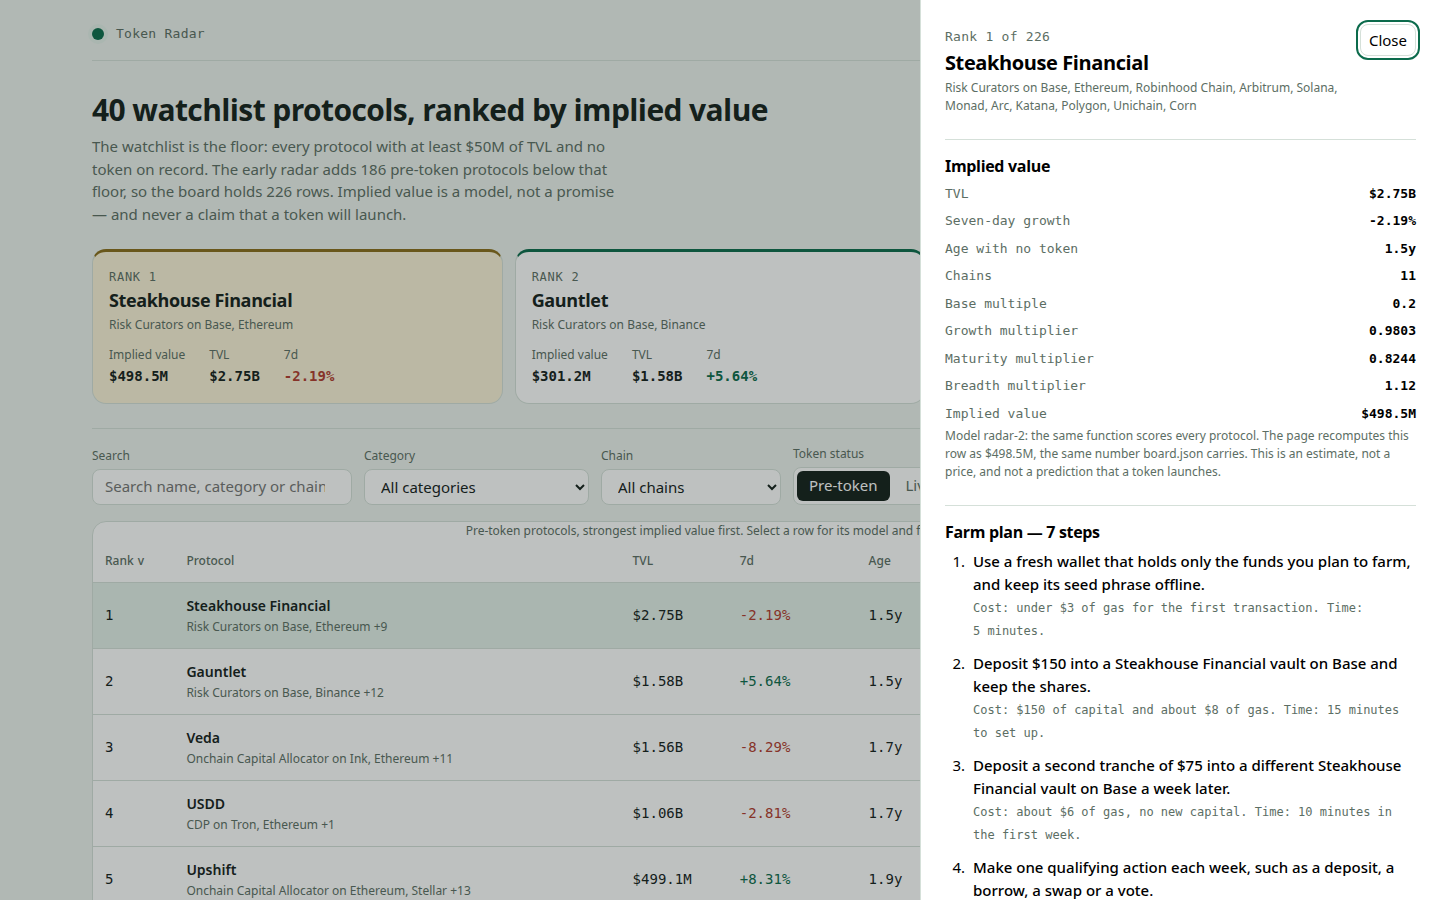 Token Radar
40 watchlist protocols, ranked by implied value
The watchlist is the floor: every protocol with at least $50M of TVL and no
token on record. The early radar adds 186 pre-token protocols below that
floor, so the board holds 226 rows. Implied value is a model, not a promise
— and never a claim that a token will launch.
RANK 1
Steakhouse Financial
Risk Curators on Base, Ethereum
Implied value TVL 7d
$498.5M $2.75B -2.19%
RANK 2
Gauntlet
Risk Curators on Base, Binance
Implied value TVL 7d
$301.2M $1.58B +5.64%
Search Category Chain Token status
Search name, category or chain All categories All chains Pre-token Liv
Pre-token protocols, strongest implied value first. Select a row for its model and f
Rank v Protocol TVL 7d Age
1 Steakhouse Financial $2.75B -2.19% 1.5y
Risk Curators on Base, Ethereum +9
2 Gauntlet $1.58B +5.64% 1.5y
Risk Curators on Base, Binance +12
3 Veda $1.56B -8.29% 1.7y
Onchain Capital Allocator on Ink, Ethereum +11
4 USDD $1.06B -2.81% 1.7y
CDP on Tron, Ethereum +1
5 Upshift $499.1M +8.31% 1.9y
Onchain Capital Allocator on Ethereum, Stellar +13
Rank 1 of 226
Close
Steakhouse Financial
Risk Curators on Base, Ethereum, Robinhood Chain, Arbitrum, Solana,
Monad, Arc, Katana, Polygon, Unichain, Corn
Implied value
TVL $2.75B
Seven-day growth -2.19%
Age with no token 1.5y
Chains 11
Base multiple 0.2
Growth multiplier 0.9803
Maturity multiplier 0.8244
Breadth multiplier 1.12
Implied value $498.5M
Model radar-2: the same function scores every protocol. The page recomputes this
row as $498.5M, the same number board.json carries. This is an estimate, not a
price, and not a prediction that a token launches.
Farm plan — 7 steps
1. Use a fresh wallet that holds only the funds you plan to farm,
and keep its seed phrase offline.
Cost: under $3 of gas for the first transaction. Time:
5 minutes.
2. Deposit $150 into a Steakhouse Financial vault on Base and
keep the shares.
Cost: $150 of capital and about $8 of gas. Time: 15 minutes
to set up.
3. Deposit a second tranche of $75 into a different Steakhouse
Financial vault on Base a week later.
Cost: about $6 of gas, no new capital. Time: 10 minutes in
the first week.
4. Make one qualifying action each week, such as a deposit, a
borrow, a swap or a vote.